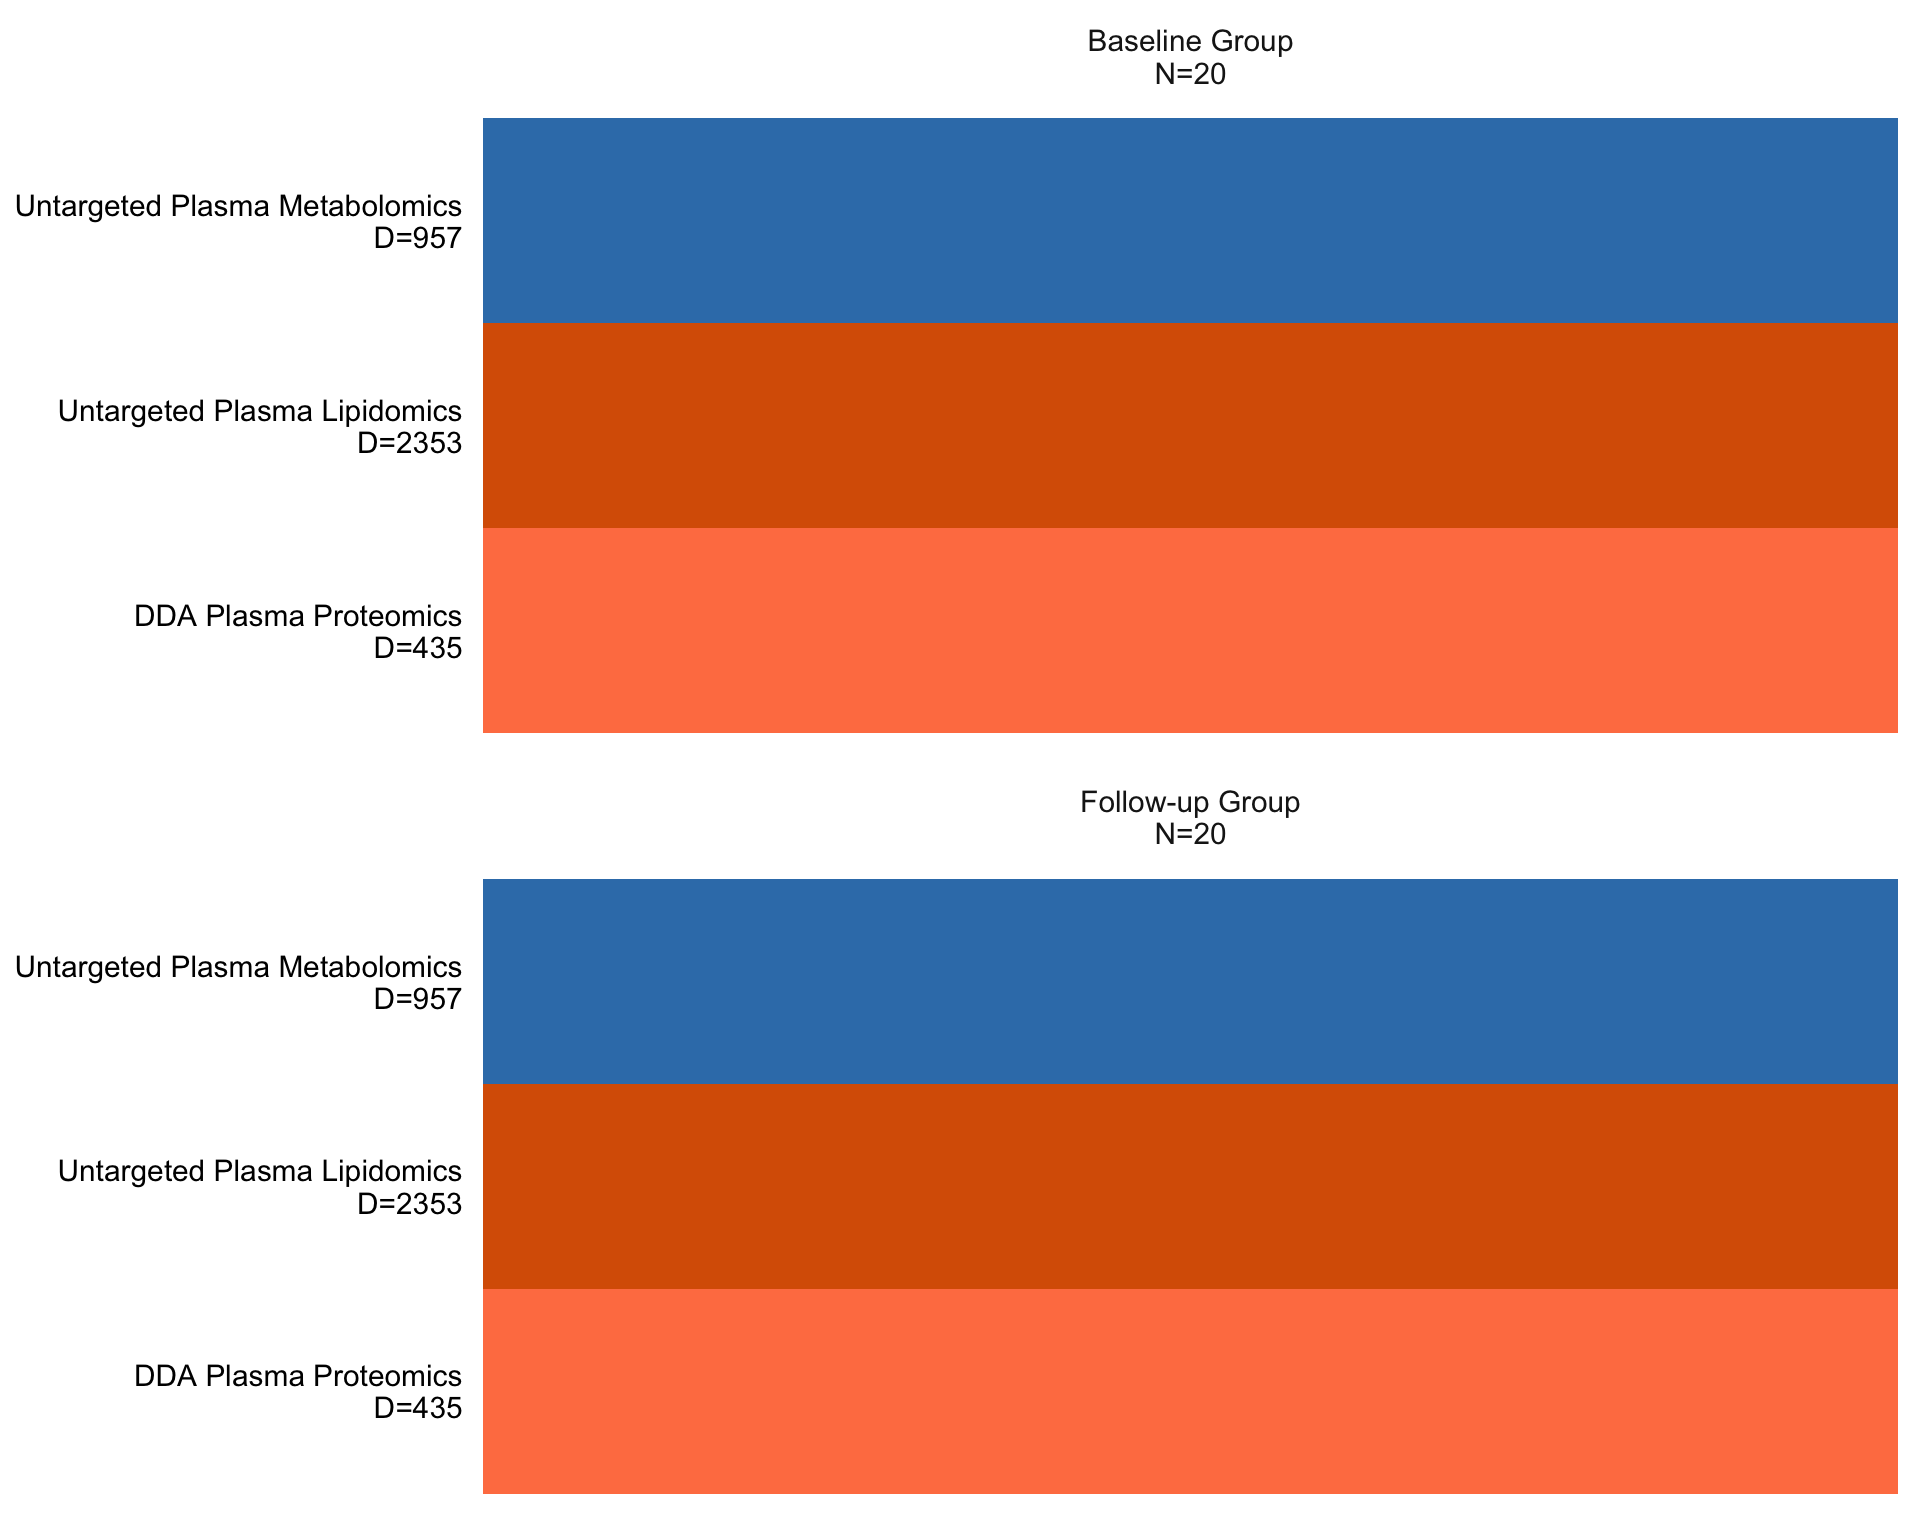 Baseline Group
N=20
Untargeted Plasma Metabolomics
D=957
Untargeted Plasma Lipidomics
D=2353
DDA Plasma Proteomics
D=435
Follow-up Group
N=20
Untargeted Plasma Metabolomics
D=957
Untargeted Plasma Lipidomics
D=2353
DDA Plasma Proteomics
D=435